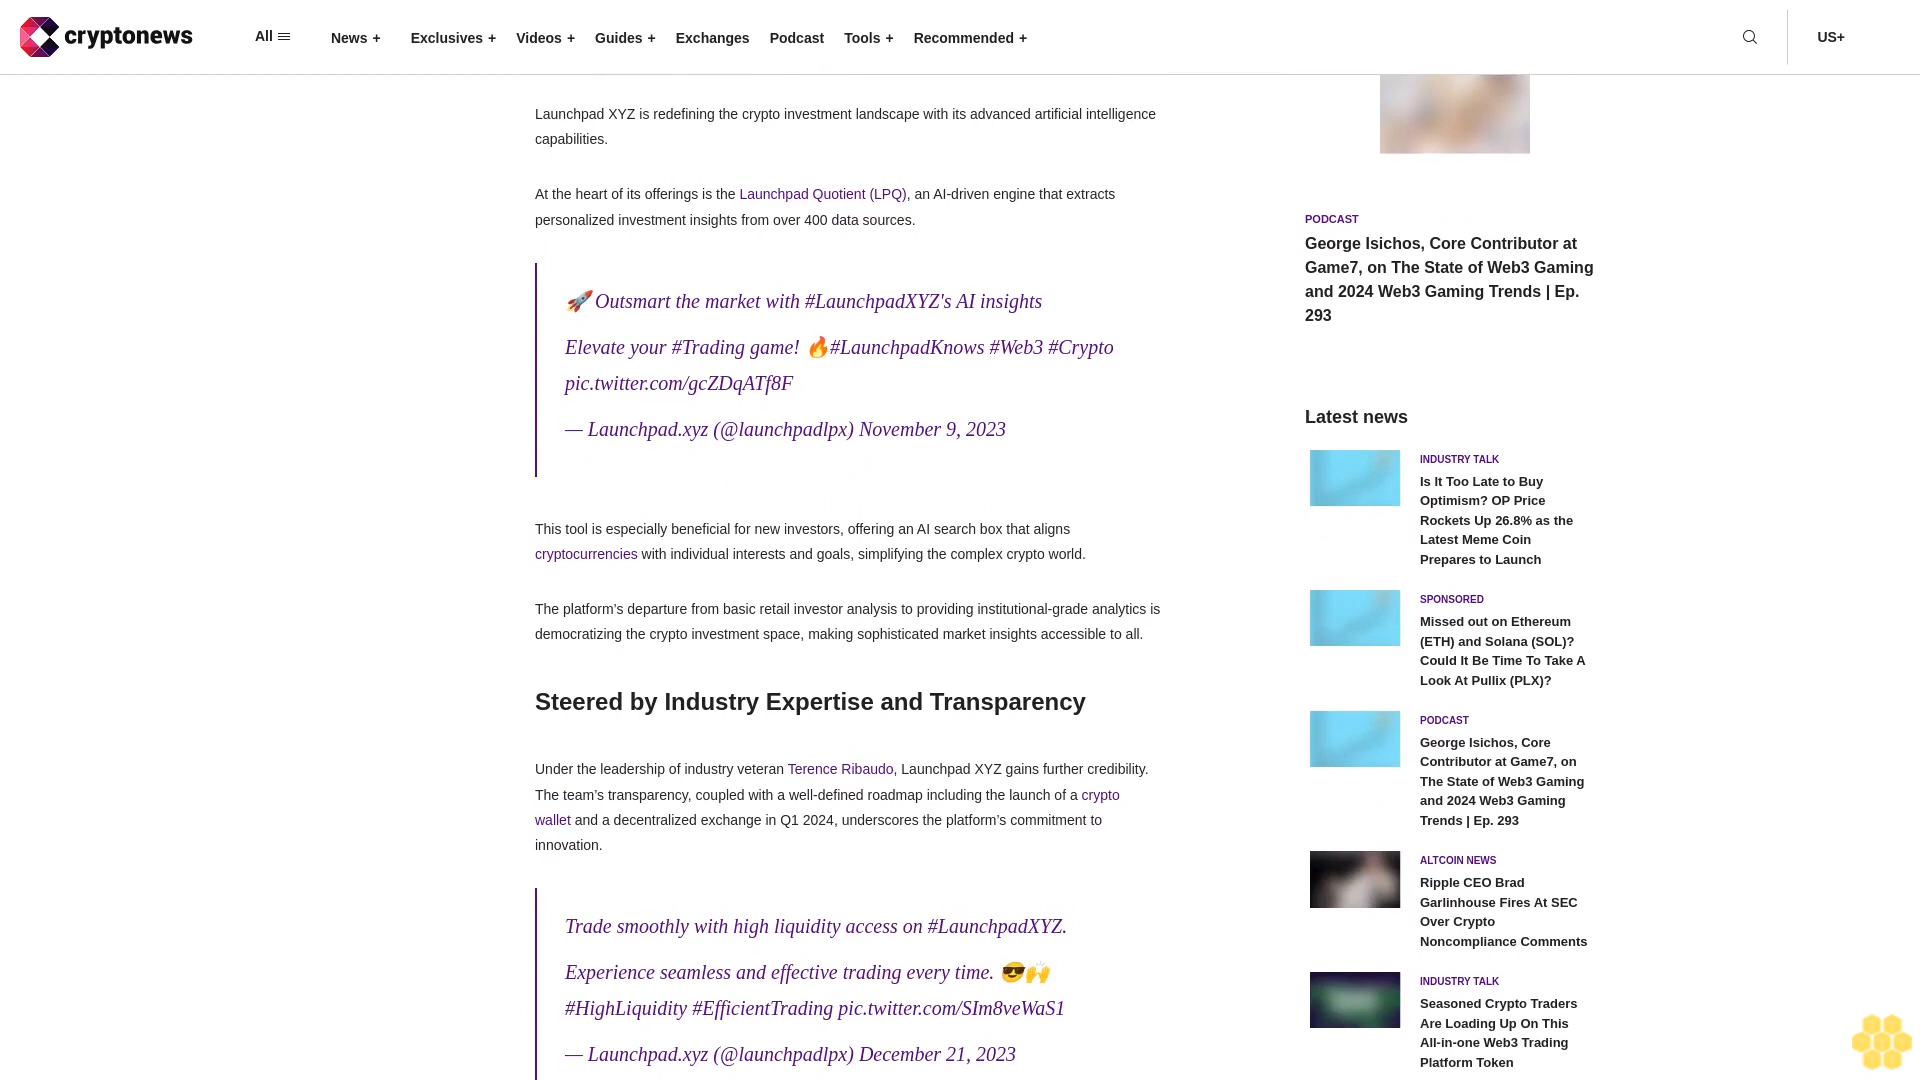 cryptonews
All
News +
Exclusives +
Videos +
Guides +
Exchanges
Podcast
Tools +
Recommended +
US+
Launchpad XYZ is redefining the crypto investment landscape with its advanced artificial intelligence
capabilities.
At the heart of its offerings is the Launchpad Quotient (LPQ), an AI-driven engine that extracts
personalized investment insights from over 400 data sources.
🚀 Outsmart the market with #LaunchpadXYZ's AI insights
Elevate your #Trading game! 🔥#LaunchpadKnows #Web3 #Crypto
pic.twitter.com/gcZDqATf8F
— Launchpad.xyz (@launchpadlpx) November 9, 2023
This tool is especially beneficial for new investors, offering an AI search box that aligns
cryptocurrencies with individual interests and goals, simplifying the complex crypto world.
The platform’s departure from basic retail investor analysis to providing institutional-grade analytics is
democratizing the crypto investment space, making sophisticated market insights accessible to all.
Steered by Industry Expertise and Transparency
Under the leadership of industry veteran Terence Ribaudo, Launchpad XYZ gains further credibility.
The team’s transparency, coupled with a well-defined roadmap including the launch of a crypto
wallet and a decentralized exchange in Q1 2024, underscores the platform’s commitment to
innovation.
Trade smoothly with high liquidity access on #LaunchpadXYZ.
Experience seamless and effective trading every time. 😎🙌
#HighLiquidity #EfficientTrading pic.twitter.com/SIm8veWaS1
— Launchpad.xyz (@launchpadlpx) December 21, 2023
PODCAST
George Isichos, Core Contributor at
Game7, on The State of Web3 Gaming
and 2024 Web3 Gaming Trends | Ep.
293
Latest news
INDUSTRY TALK
Is It Too Late to Buy
Optimism? OP Price
Rockets Up 26.8% as the
Latest Meme Coin
Prepares to Launch
SPONSORED
Missed out on Ethereum
(ETH) and Solana (SOL)?
Could It Be Time To Take A
Look At Pullix (PLX)?
PODCAST
George Isichos, Core
Contributor at Game7, on
The State of Web3 Gaming
and 2024 Web3 Gaming
Trends | Ep. 293
ALTCOIN NEWS
Ripple CEO Brad
Garlinhouse Fires At SEC
Over Crypto
Noncompliance Comments
INDUSTRY TALK
Seasoned Crypto Traders
Are Loading Up On This
All-in-one Web3 Trading
Platform Token